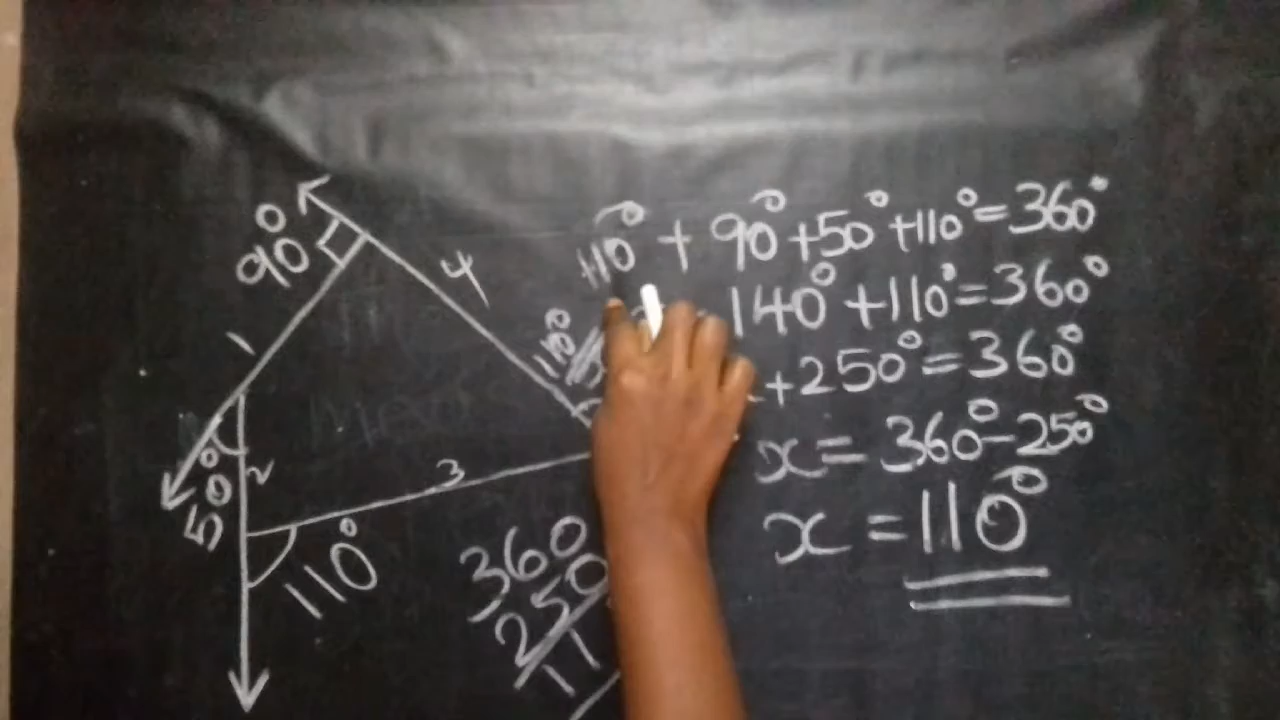 90°
4
1
110°
50°
2
3
110°
360
250
11
110° + 90° + 50° + 110° = 360°
140° + 110° = 360°
+ 250° = 360°
x = 360° - 250°
x = 110°